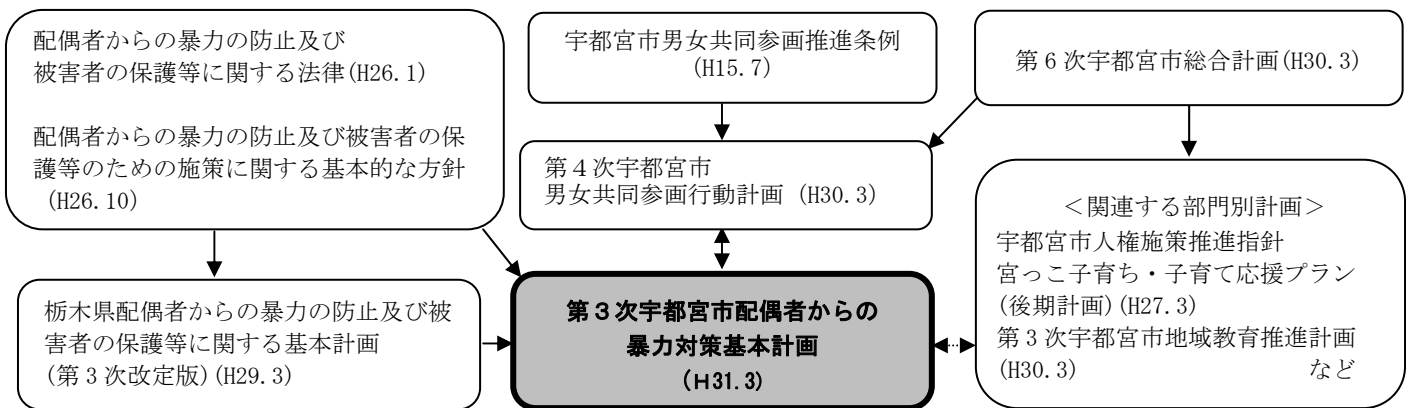 配偶者からの暴力の防止及び
被害者の保護等に関する法律(H26.1)
配偶者からの暴力の防止及び被害者の保
護等のための施策に関する基本的な方針
(H26.10)
宇都宮市男女共同参画推進条例
(H15.7)
第6次宇都宮市総合計画(H30.3)
第4次宇都宮市
男女共同参画行動計画 (H30.3)
＜関連する部門別計画＞
宇都宮市人権施策推進指針
宮っこ子育ち・子育て応援プラン
(後期計画)(H27.3)
第3次宇都宮市地域教育推進計画
(H30.3) など
栃木県配偶者からの暴力の防止及び被
害者の保護等に関する基本計画
(第3次改定版)(H29.3)
第3次宇都宮市配偶者からの
暴力対策基本計画
(H31.3)